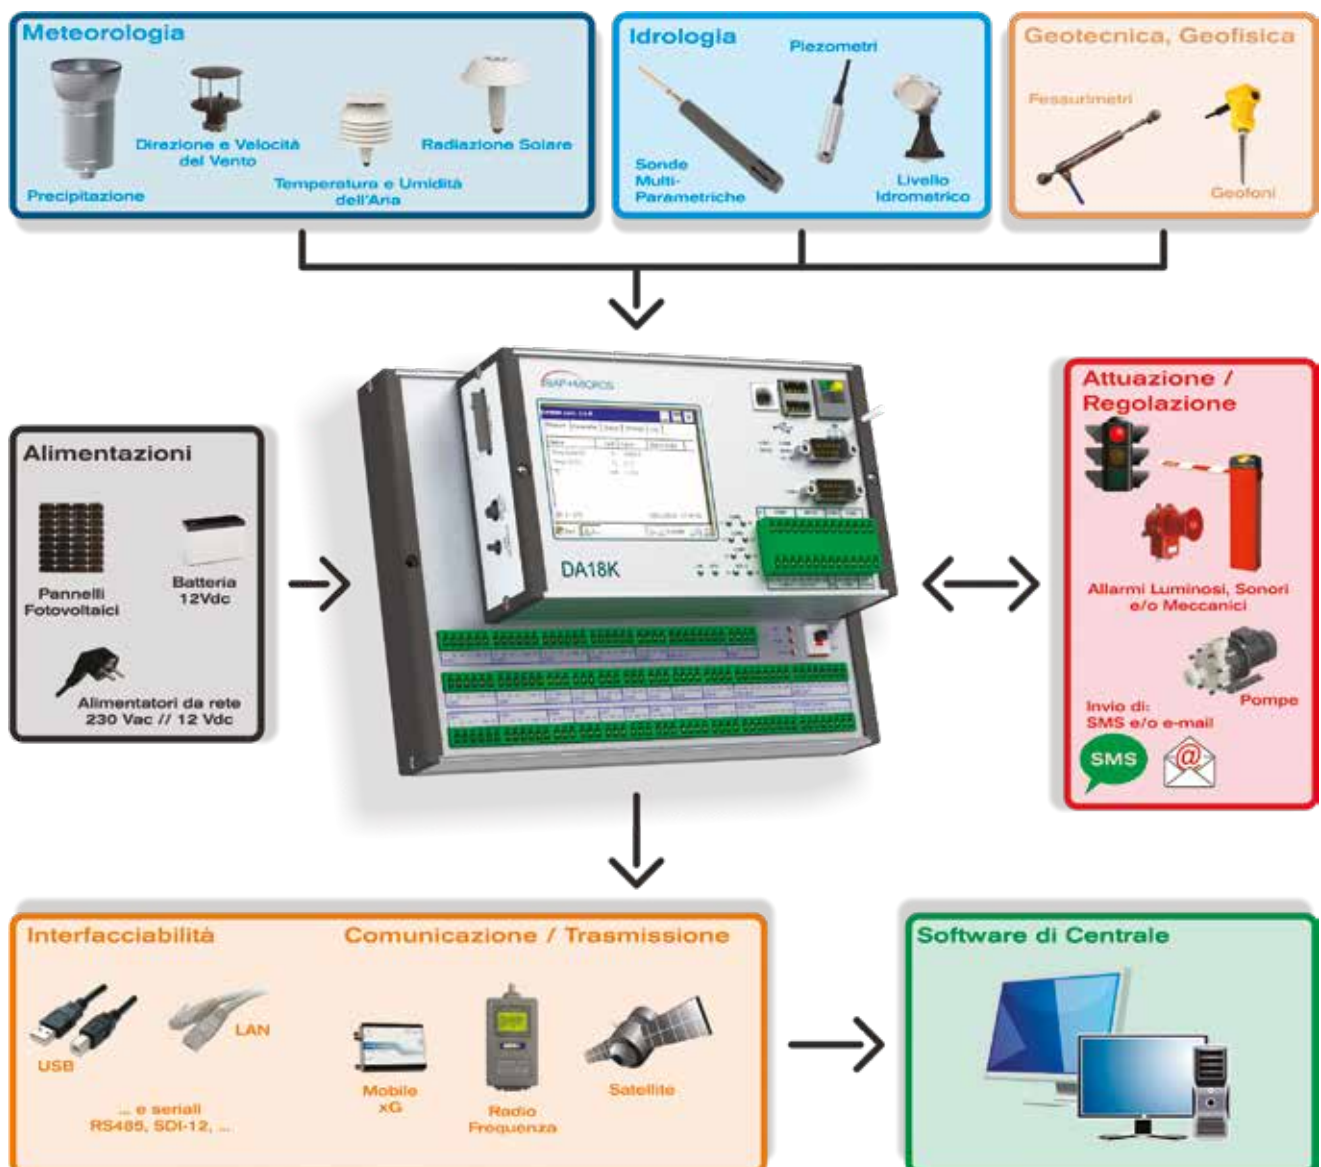 Meteorologia
Precipitazione
Direzione e Velocità
del Vento
Temperatura e Umidità
dell'Aria
Radiazione Solare
Idrologia
Sonde
Multi-
Parametriche
Piezometri
Livello
Idrometrico
Geotecnica, Geofisica
Fessurimetri
Geofoni
Alimentazioni
Pannelli
Fotovoltaici
Batteria
12Vdc
Alimentatori da rete
230 Vac // 12 Vdc
SIAP+MICROS
DA18K
Attuazione /
Regolazione
Allarmi Luminosi, Sonori
e/o Meccanici
Pompe
Invio di:
SMS e/o e-mail
SMS
@
Interfacciabilità
USB
LAN
... e seriali
RS485, SDI-12, ...
Comunicazione / Trasmissione
Mobile
xG
Radio
Frequenza
Satellite
Software di Centrale